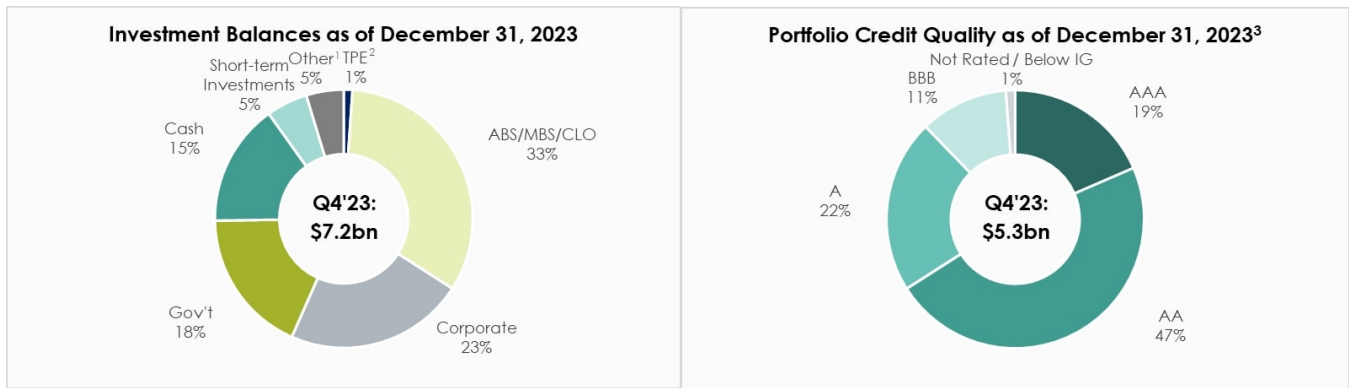 Investment Balances as of December 31, 2023
Short-term Investments
5%
Other¹
5%
TPE²
1%
ABS/MBS/CLO
33%
Corporate
23%
Gov't
18%
Cash
15%
Q4'23:
$7.2bn
Portfolio Credit Quality as of December 31, 2023³
Not Rated / Below IG
1%
BBB
11%
AAA
19%
A
22%
AA
47%
Q4'23:
$5.3bn